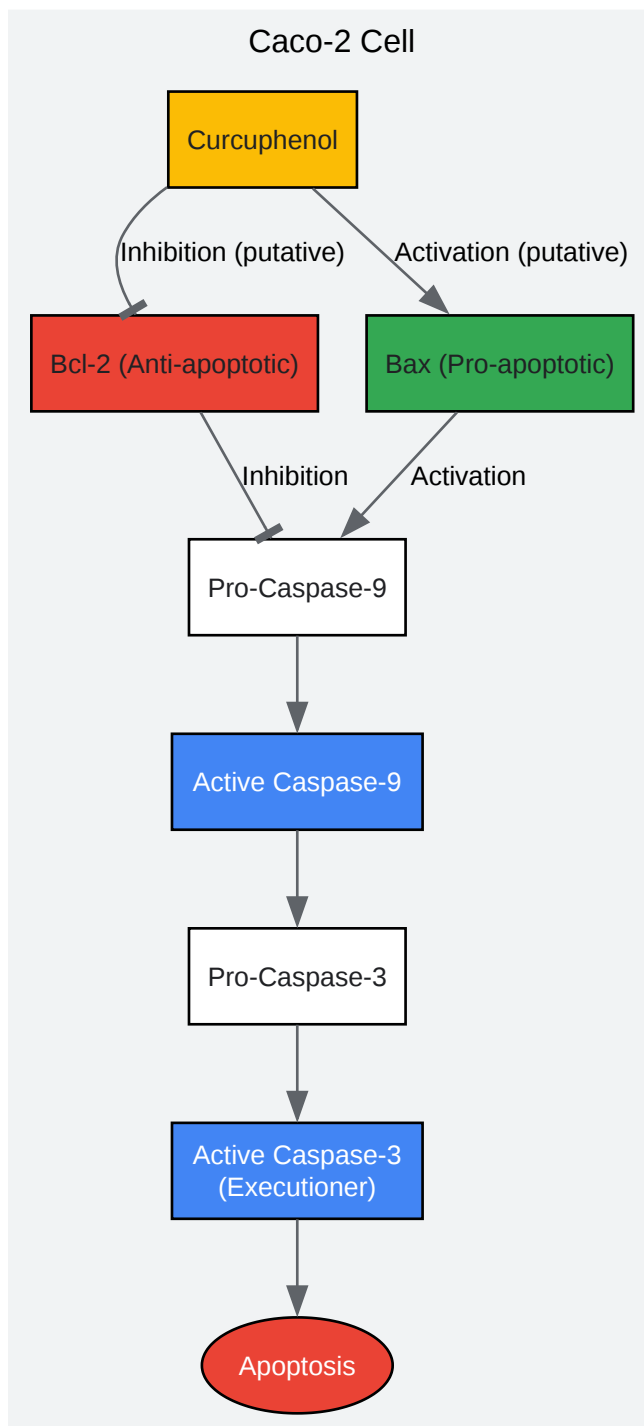 Caco-2 Cell
Curcuphenol
Inhibition (putative)
Activation (putative)
Bcl-2 (Anti-apoptotic)
Bax (Pro-apoptotic)
Inhibition
Activation
Pro-Caspase-9
Active Caspase-9
Pro-Caspase-3
Active Caspase-3
(Executioner)
Apoptosis